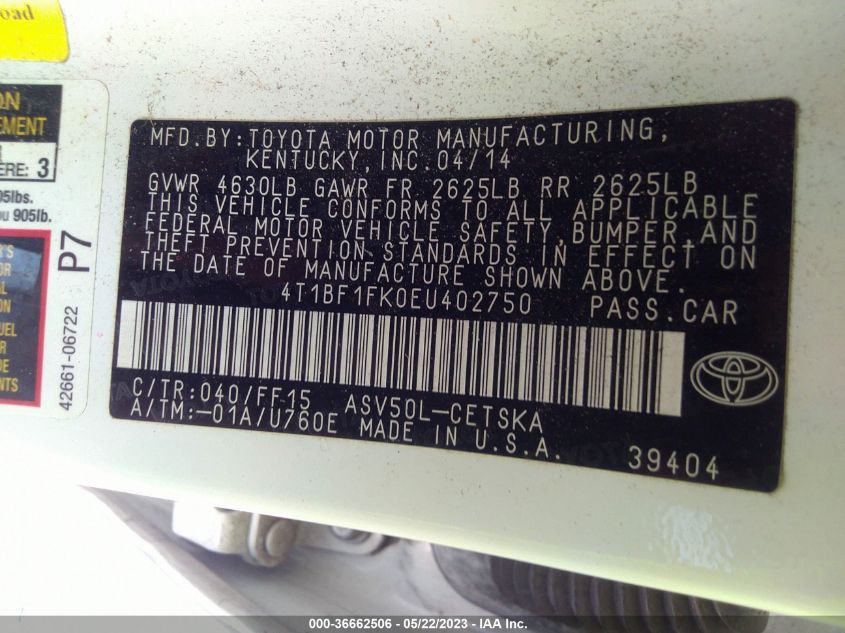 oad
ON
EMENT
ERE: 3
05lbs.
ou 905lb.
P7
42661-06722
MFD.BY:TOYOTA MOTOR MANUFACTURING,
KENTUCKY,INC.04/14
GVWR 4630LB GAWR FR 2625LB RR 2625LB
THIS VEHICLE CONFORMS TO ALL APPLICABLE
FEDERAL MOTOR VEHICLE SAFETY,BUMPER,AND
THEFT PREVENTION STANDARDS IN EFFECT ON
THE DATE OF MANUFACTURE SHOWN ABOVE.
4T1BF1FK0EU402750 PASS.CAR
C/TR:040/FF15 ASV50L-CETSKA
A/TM:-01A/U760E MADE IN U.S.A.
39404
000-36662506 - 05/22/2023 - IAA Inc.